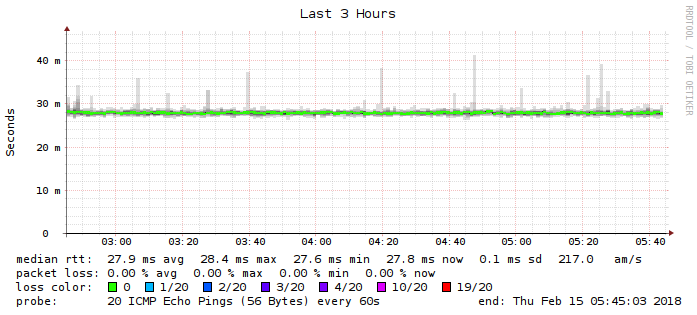 Last 3 Hours
RRDTOOL / TOBI OETIKER
Seconds
40 m
30 m
20 m
10 m
0
03:00 03:20 03:40 04:00 04:20 04:40 05:00 05:20 05:40
median rtt: 27.9 ms avg 28.4 ms max 27.6 ms min 27.8 ms now 0.1 ms sd 217.0 am/s
packet loss: 0.00 % avg 0.00 % max 0.00 % min 0.00 % now
loss color: 0 1/20 2/20 3/20 4/20 10/20 19/20
probe: 20 ICMP Echo Pings (56 Bytes) every 60s end: Thu Feb 15 05:45:03 2018